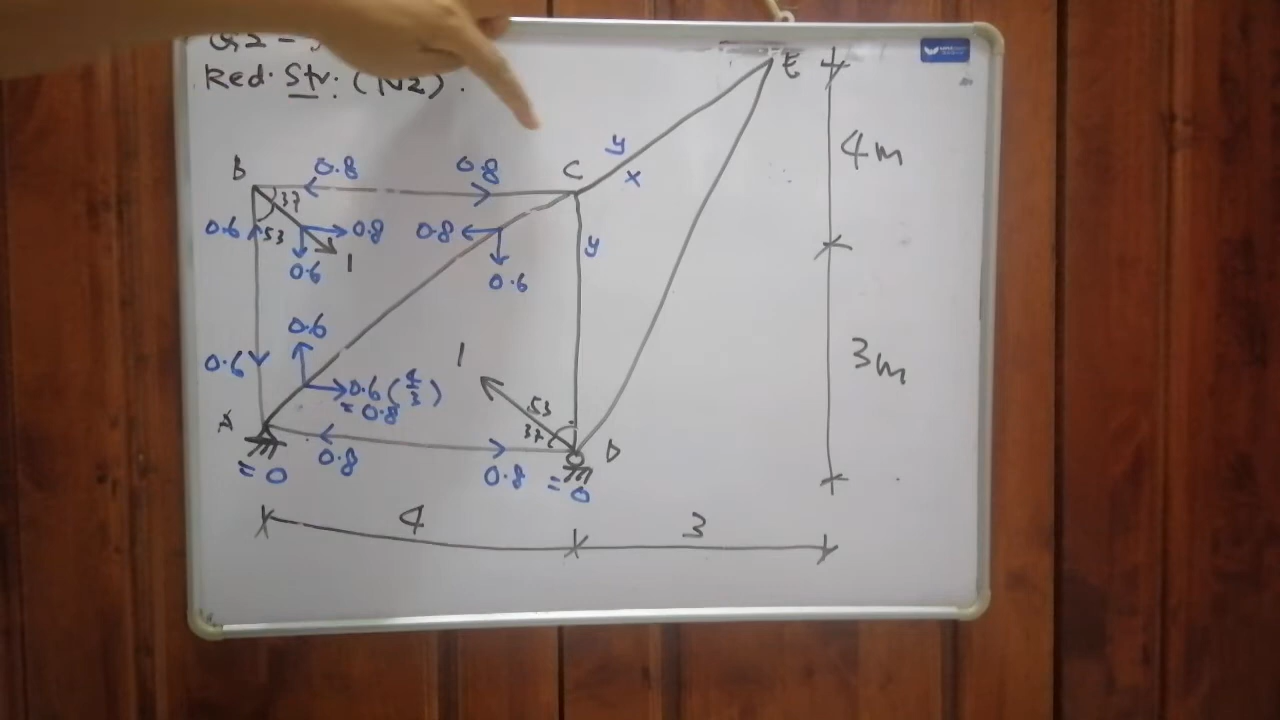 Red. Str. (N2).
E
4m
B
0.8
0.8
C
y
x
37
0.6
53
0.8
0.8
y
0.6
1
0.6
0.6
0.6
1
3m
0.6(4/3)
= 0.8
53
37
A
D
0.8
0.8
= 0
= 0
4
3